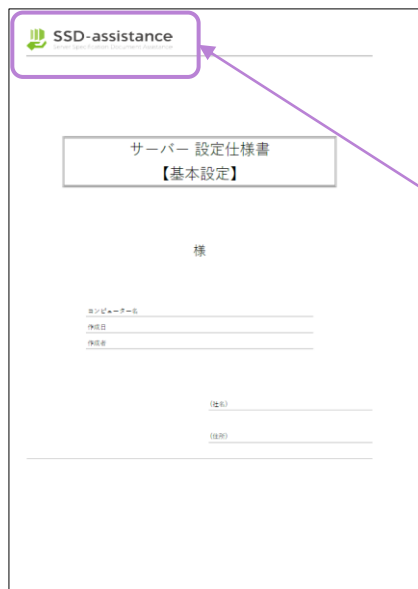 SSD-assistance
Server Specification Document Assistance
サーバー 設定仕様書
【基本設定】
様
コンピューター名
作成日
作成者
(社名)
(住所)